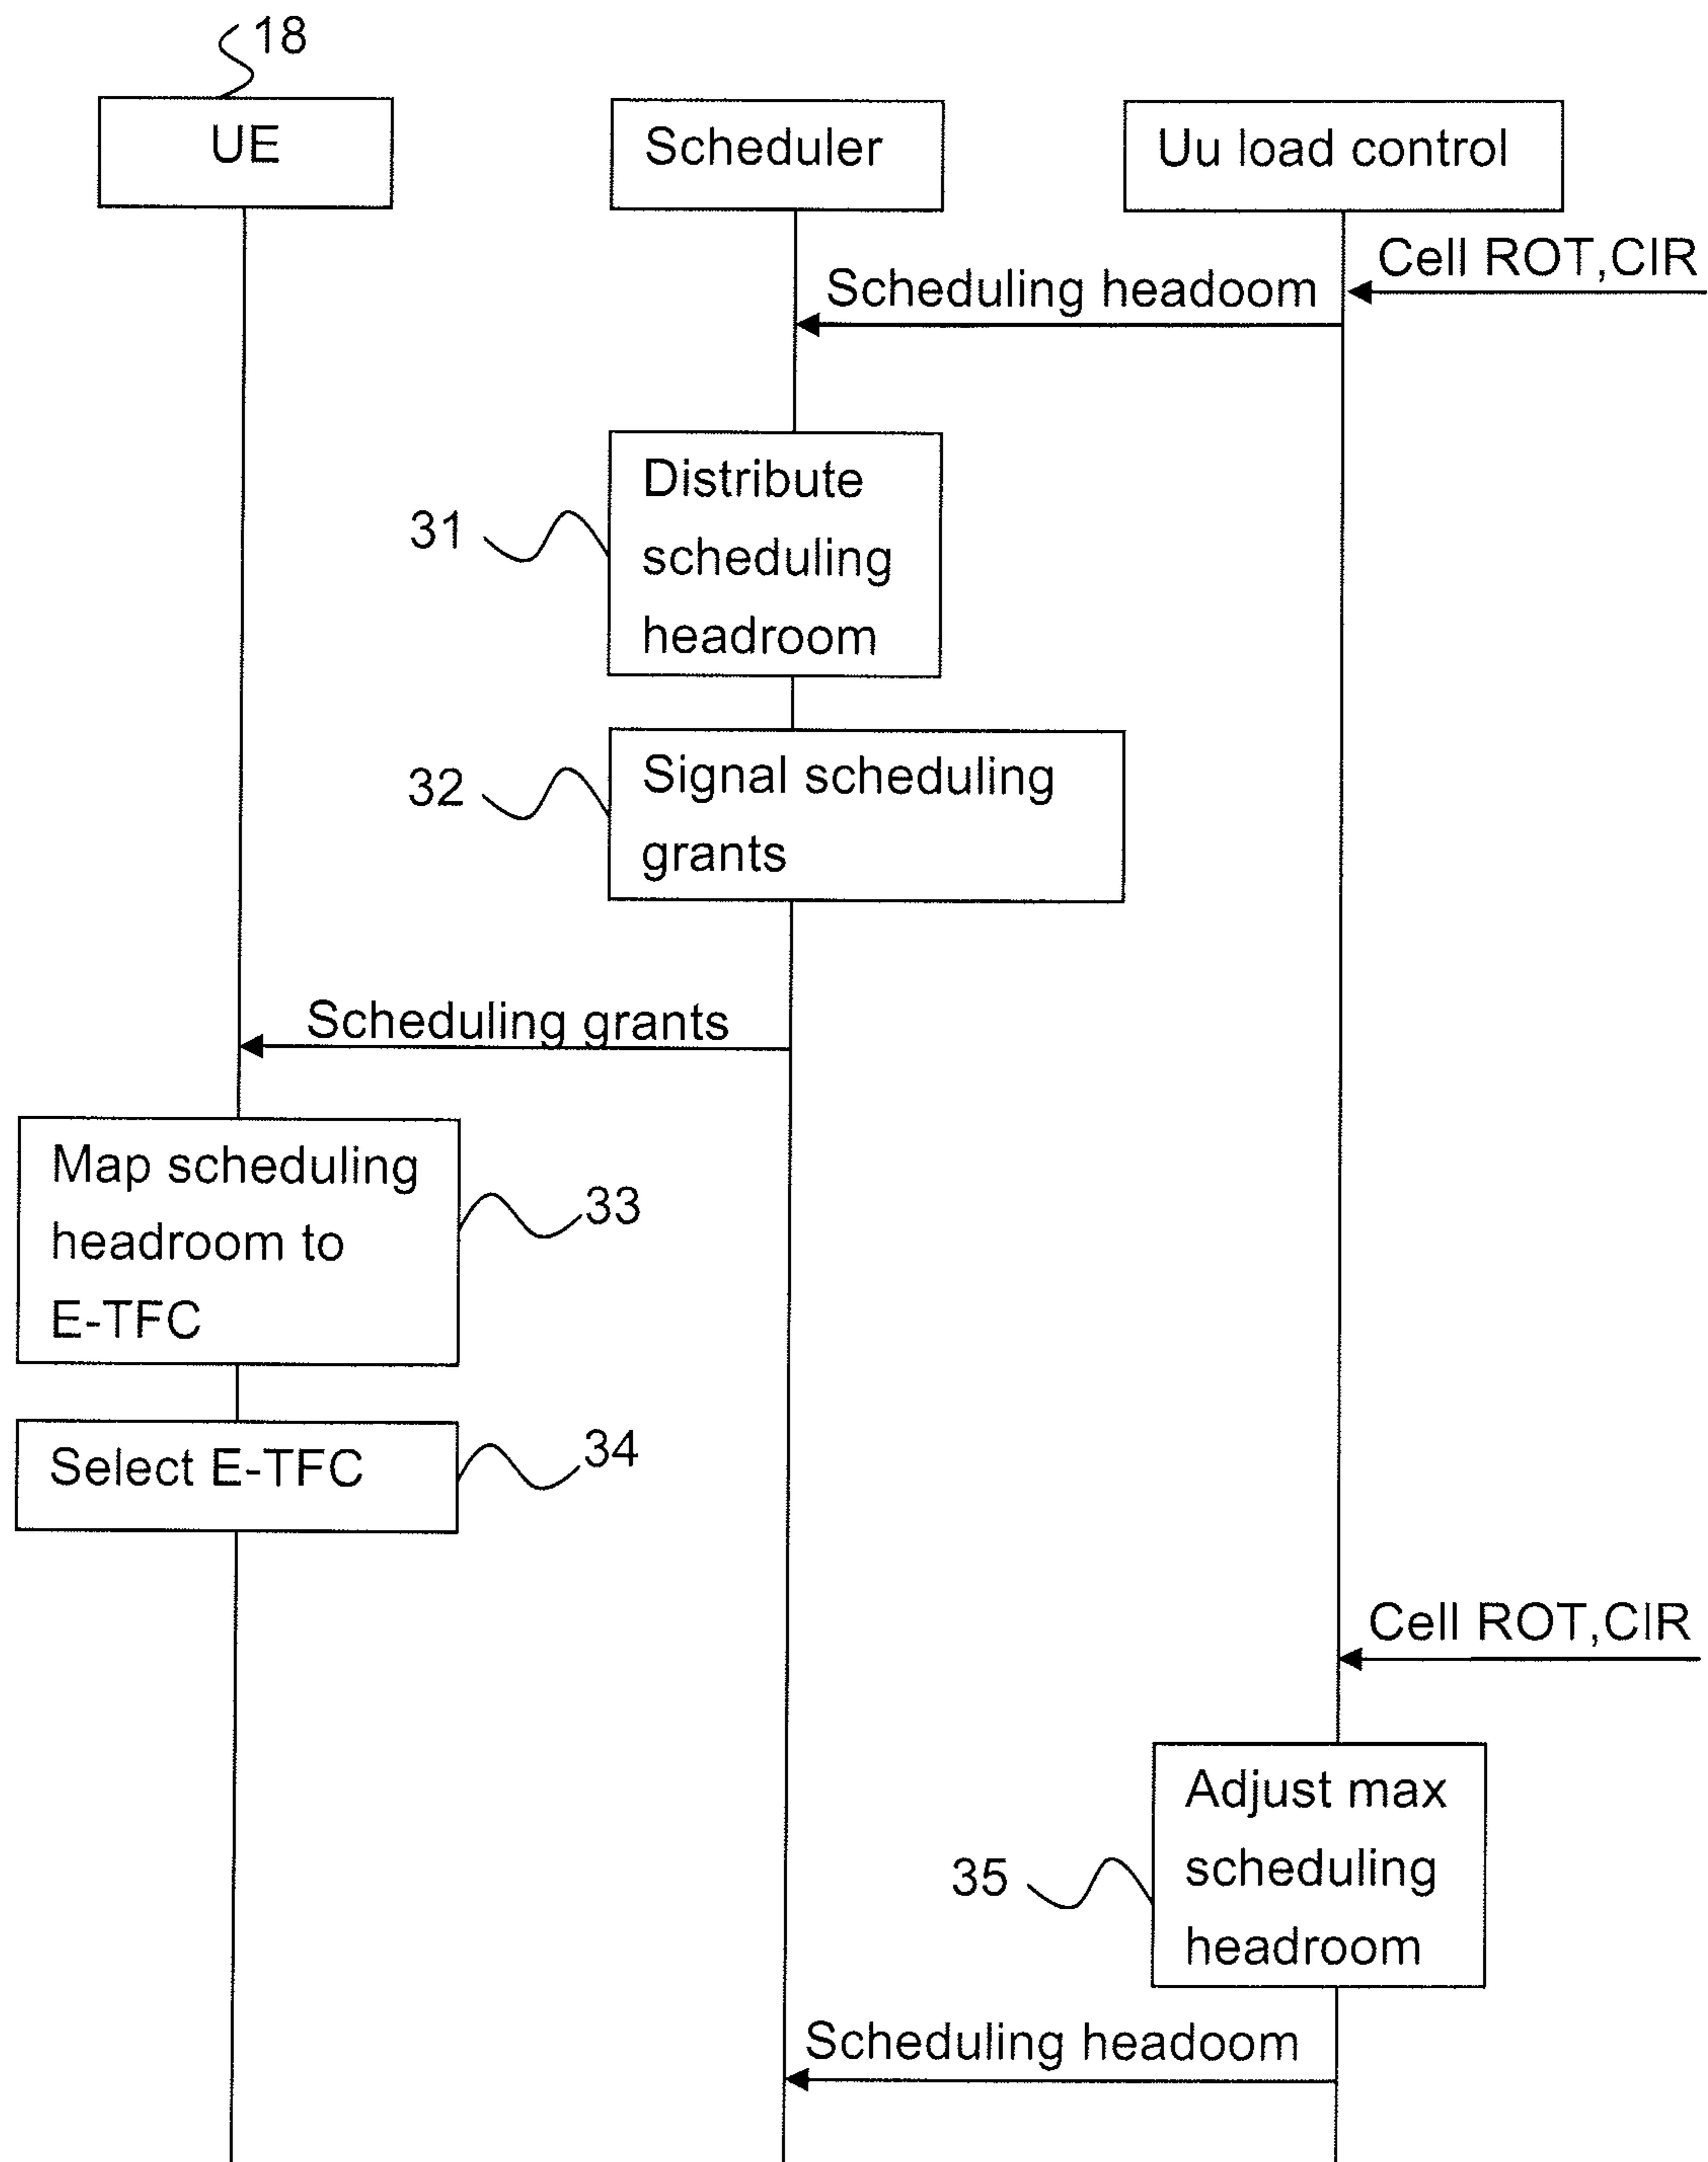 18
UE
Scheduler
Uu load control
Cell ROT,CIR
Scheduling headoom
Distribute
scheduling
headroom
31
Signal scheduling
grants
32
Scheduling grants
Map scheduling
headroom to
E-TFC
33
Select E-TFC
34
Cell ROT,CIR
Adjust max
scheduling
headroom
35
Scheduling headoom